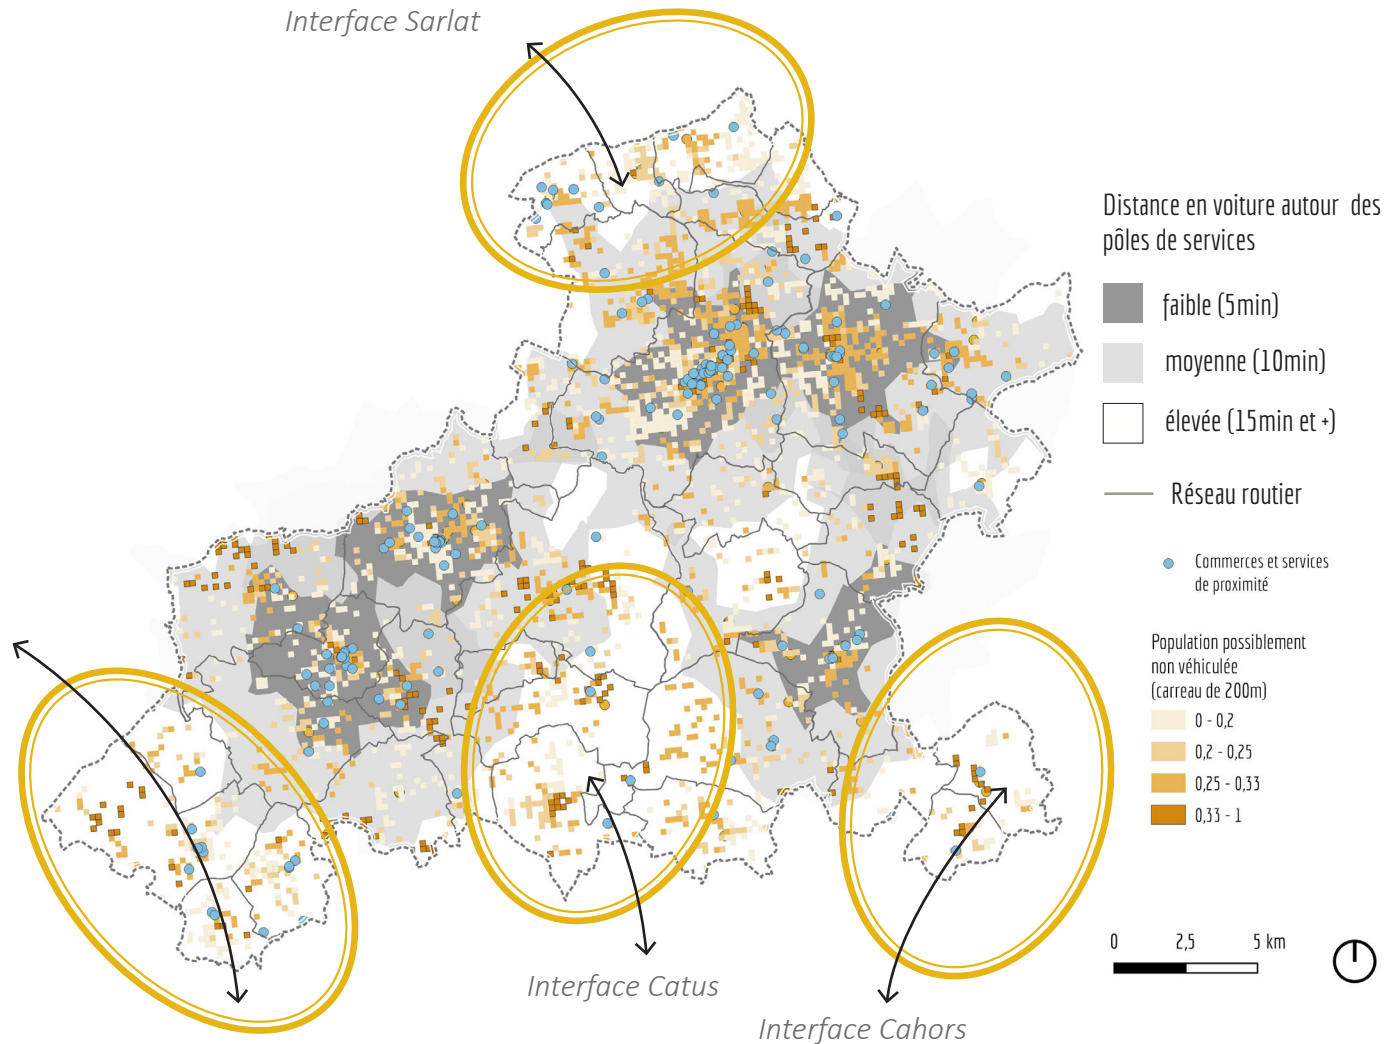 Interface Sarlat
Distance en voiture autour des
pôles de services
faible (5min)
moyenne (10min)
élevée (15min et +)
Réseau routier
Commerces et services
de proximité
Population possiblement
non véhiculée
(carreau de 200m)
0 - 0,2
0,2 - 0,25
0,25 - 0,33
0,33 - 1
0 2,5 5 km
Interface Catus
Interface Cahors